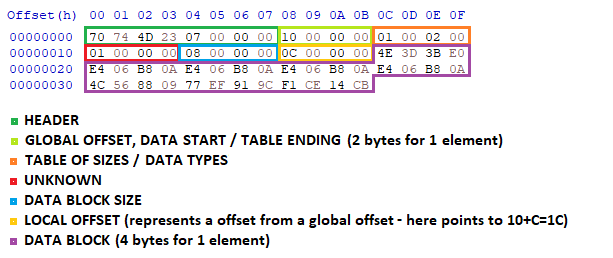 Offset(h) 00 01 02 03 04 05 06 07 08 09 0A 0B 0C 0D 0E 0F
00000000 70 74 4D 23 07 00 00 00 10 00 00 00 01 00 02 00
00000010 01 00 00 00 08 00 00 00 0C 00 00 00 4E 3D 3B E0
00000020 E4 06 B8 0A E4 06 B8 0A E4 06 B8 0A E4 06 B8 0A
00000030 4C 56 88 09 77 EF 91 9C F1 CE 14 CB
HEADER
GLOBAL OFFSET, DATA START / TABLE ENDING (2 bytes for 1 element)
TABLE OF SIZES / DATA TYPES
UNKNOWN
DATA BLOCK SIZE
LOCAL OFFSET (represents a offset from a global offset - here points to 10+C=1C)
DATA BLOCK (4 bytes for 1 element)